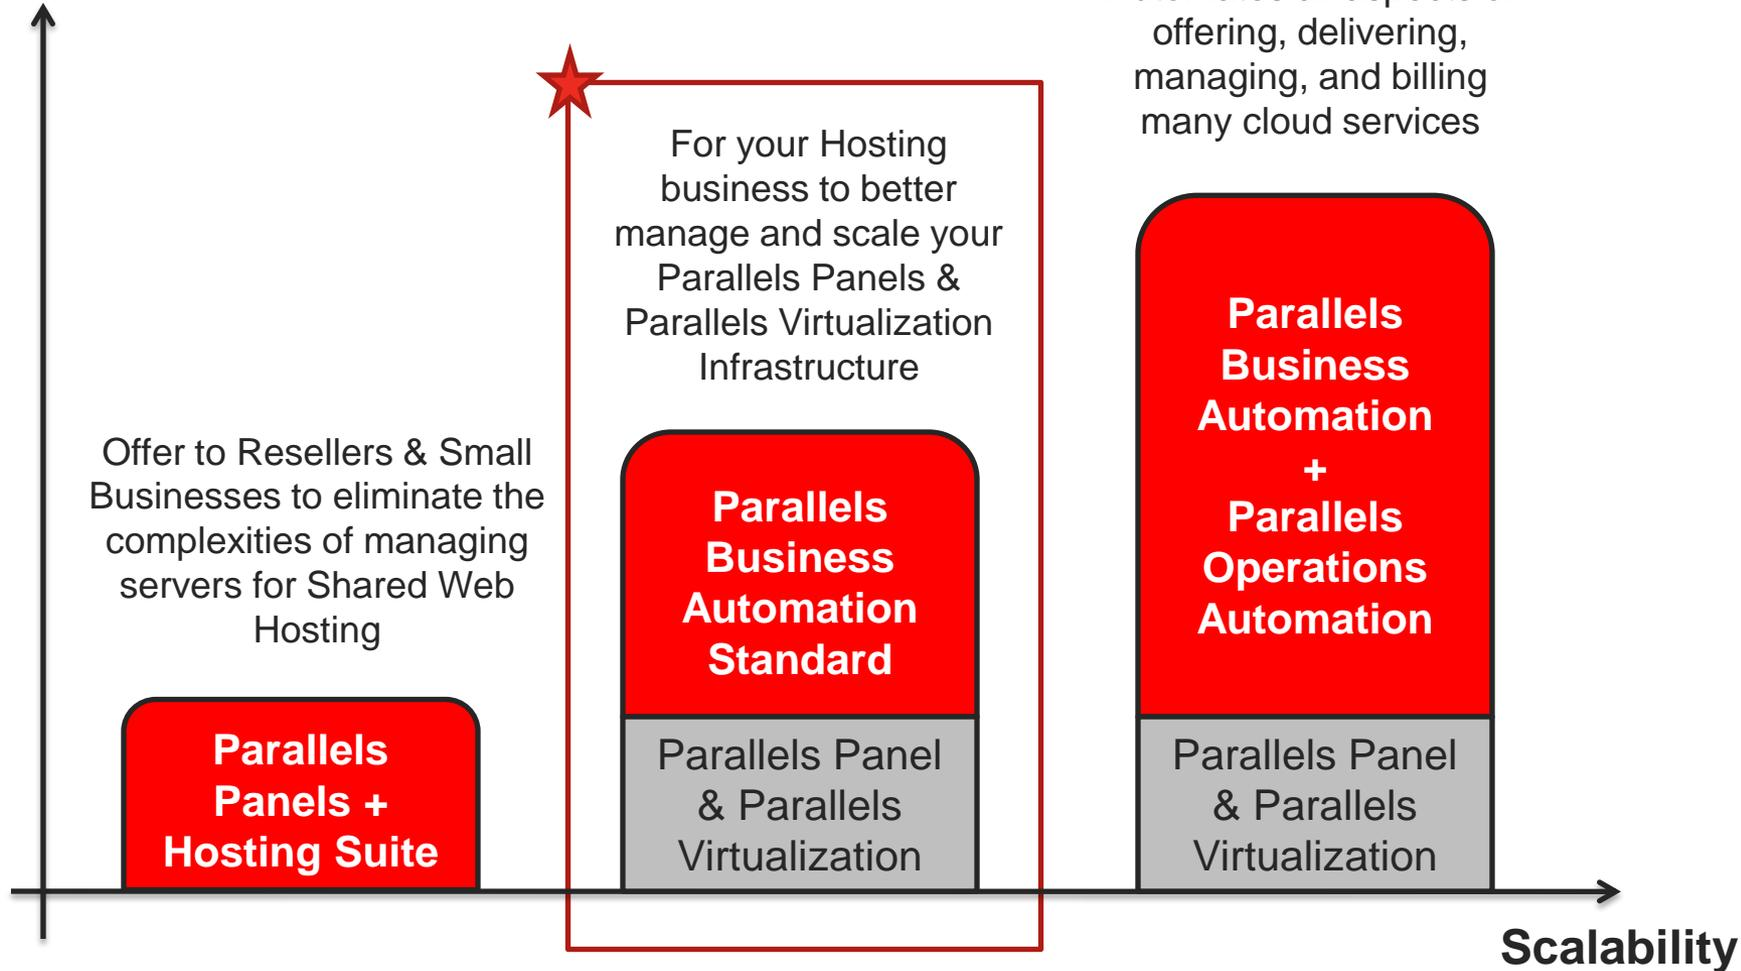 offering, delivering,
managing, and billing
many cloud services
For your Hosting
business to better
manage and scale your
Parallels Panels &
Parallels Virtualization
Infrastructure
Offer to Resellers & Small
Businesses to eliminate the
complexities of managing
servers for Shared Web
Hosting
Parallels
Panels +
Hosting Suite
Parallels
Business
Automation
Standard
Parallels Panel
& Parallels
Virtualization
Parallels
Business
Automation
+
Parallels
Operations
Automation
Parallels Panel
& Parallels
Virtualization
Scalability